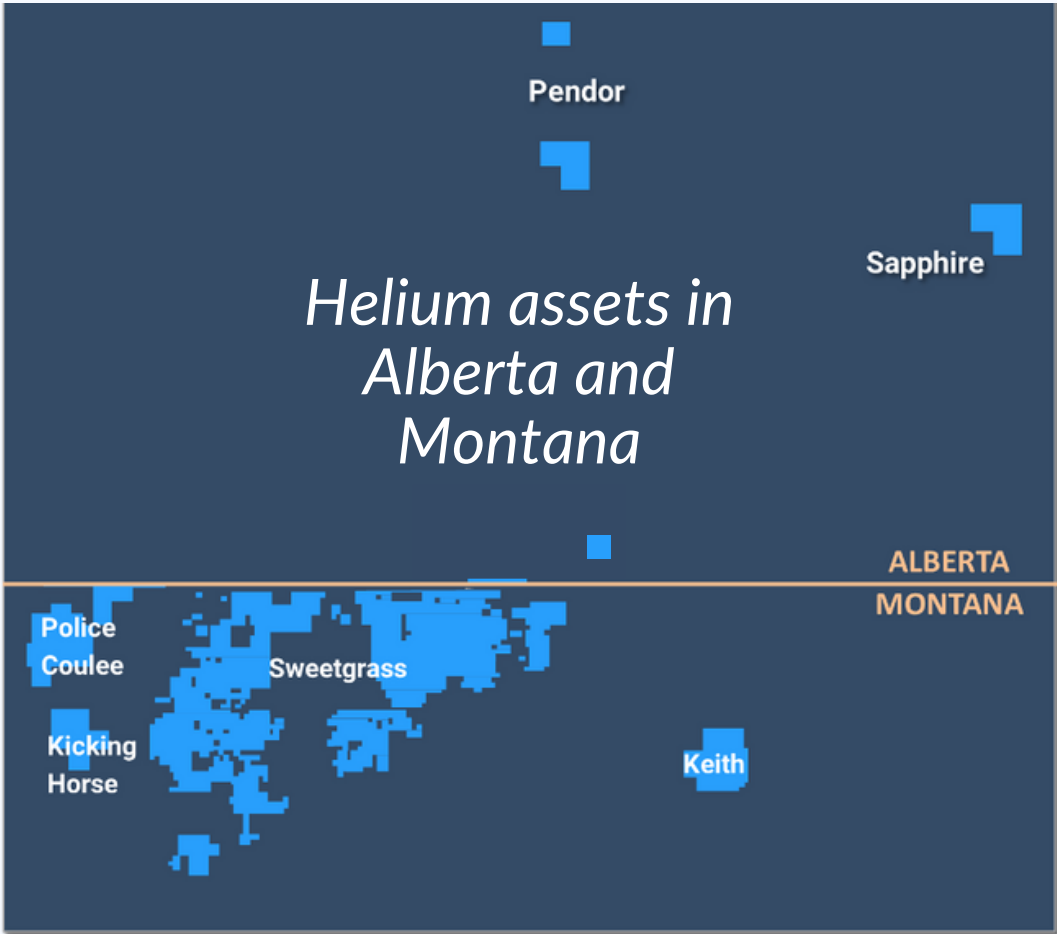 Pendor
Sapphire
Helium assets in
Alberta and
Montana
ALBERTA
MONTANA
Police
Coulee
Sweetgrass
Kicking
Horse
Keith